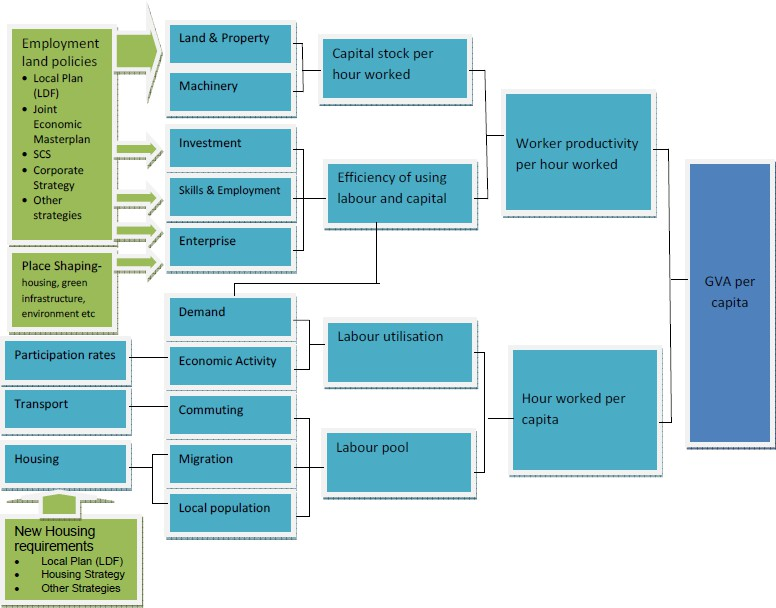 Employment
land policies
• Local Plan
(LDF)
• Joint
Economic
Masterplan
• SCS
• Corporate
Strategy
• Other
strategies
Place Shaping-
housing, green
infrastructure,
environment etc
Participation rates
Transport
Housing
New Housing
requirements
• Local Plan (LDF)
• Housing Strategy
• Other Strategies
Land & Property
Machinery
Investment
Skills & Employment
Enterprise
Demand
Economic Activity
Commuting
Migration
Local population
Capital stock per
hour worked
Efficiency of using
labour and capital
Labour utilisation
Labour pool
Worker productivity
per hour worked
Hour worked per
capita
GVA per
capita